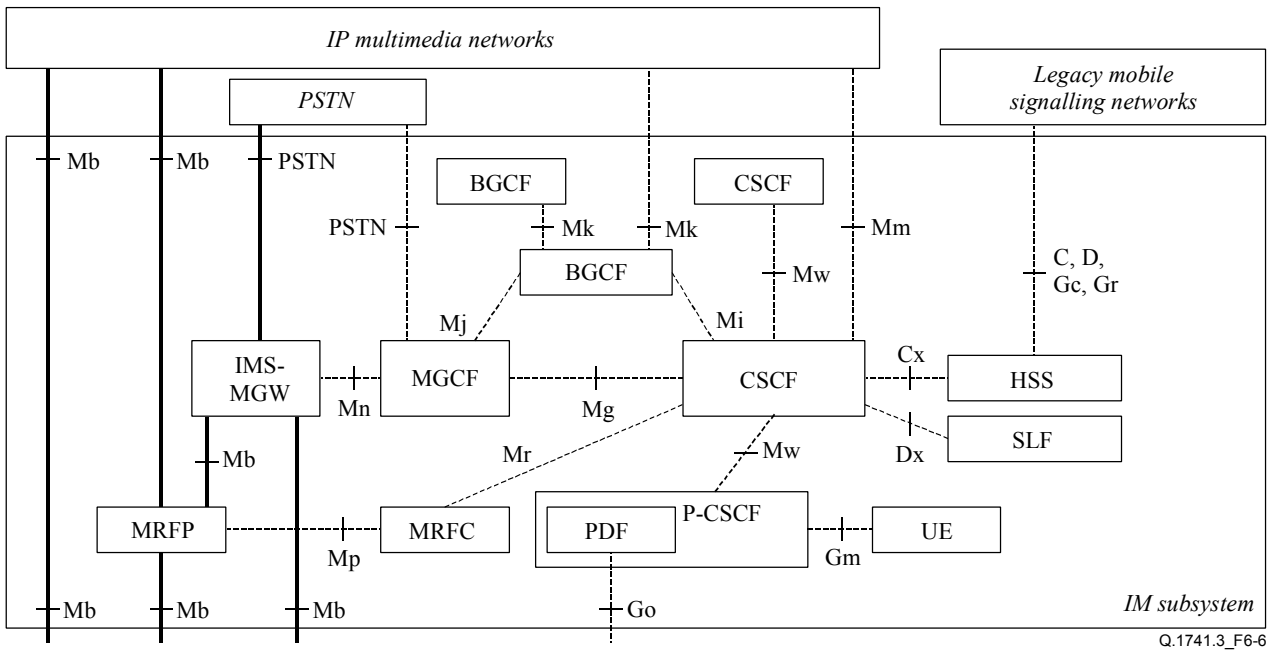 IP multimedia networks
PSTN
Legacy mobile
signalling networks
Mb
Mb
PSTN
BGCF
CSCF
PSTN
Mk
Mk
Mm
Mw
C, D,
Gc, Gr
BGCF
Mj
Mi
IMS-
MGW
Mn
MGCF
Mg
CSCF
Cx
HSS
Dx
SLF
Mb
Mr
Mw
MRFP
Mp
MRFC
P-CSCF
PDF
Gm
UE
Mb
Mb
Mb
Go
IM subsystem
Q.1741.3_F6-6